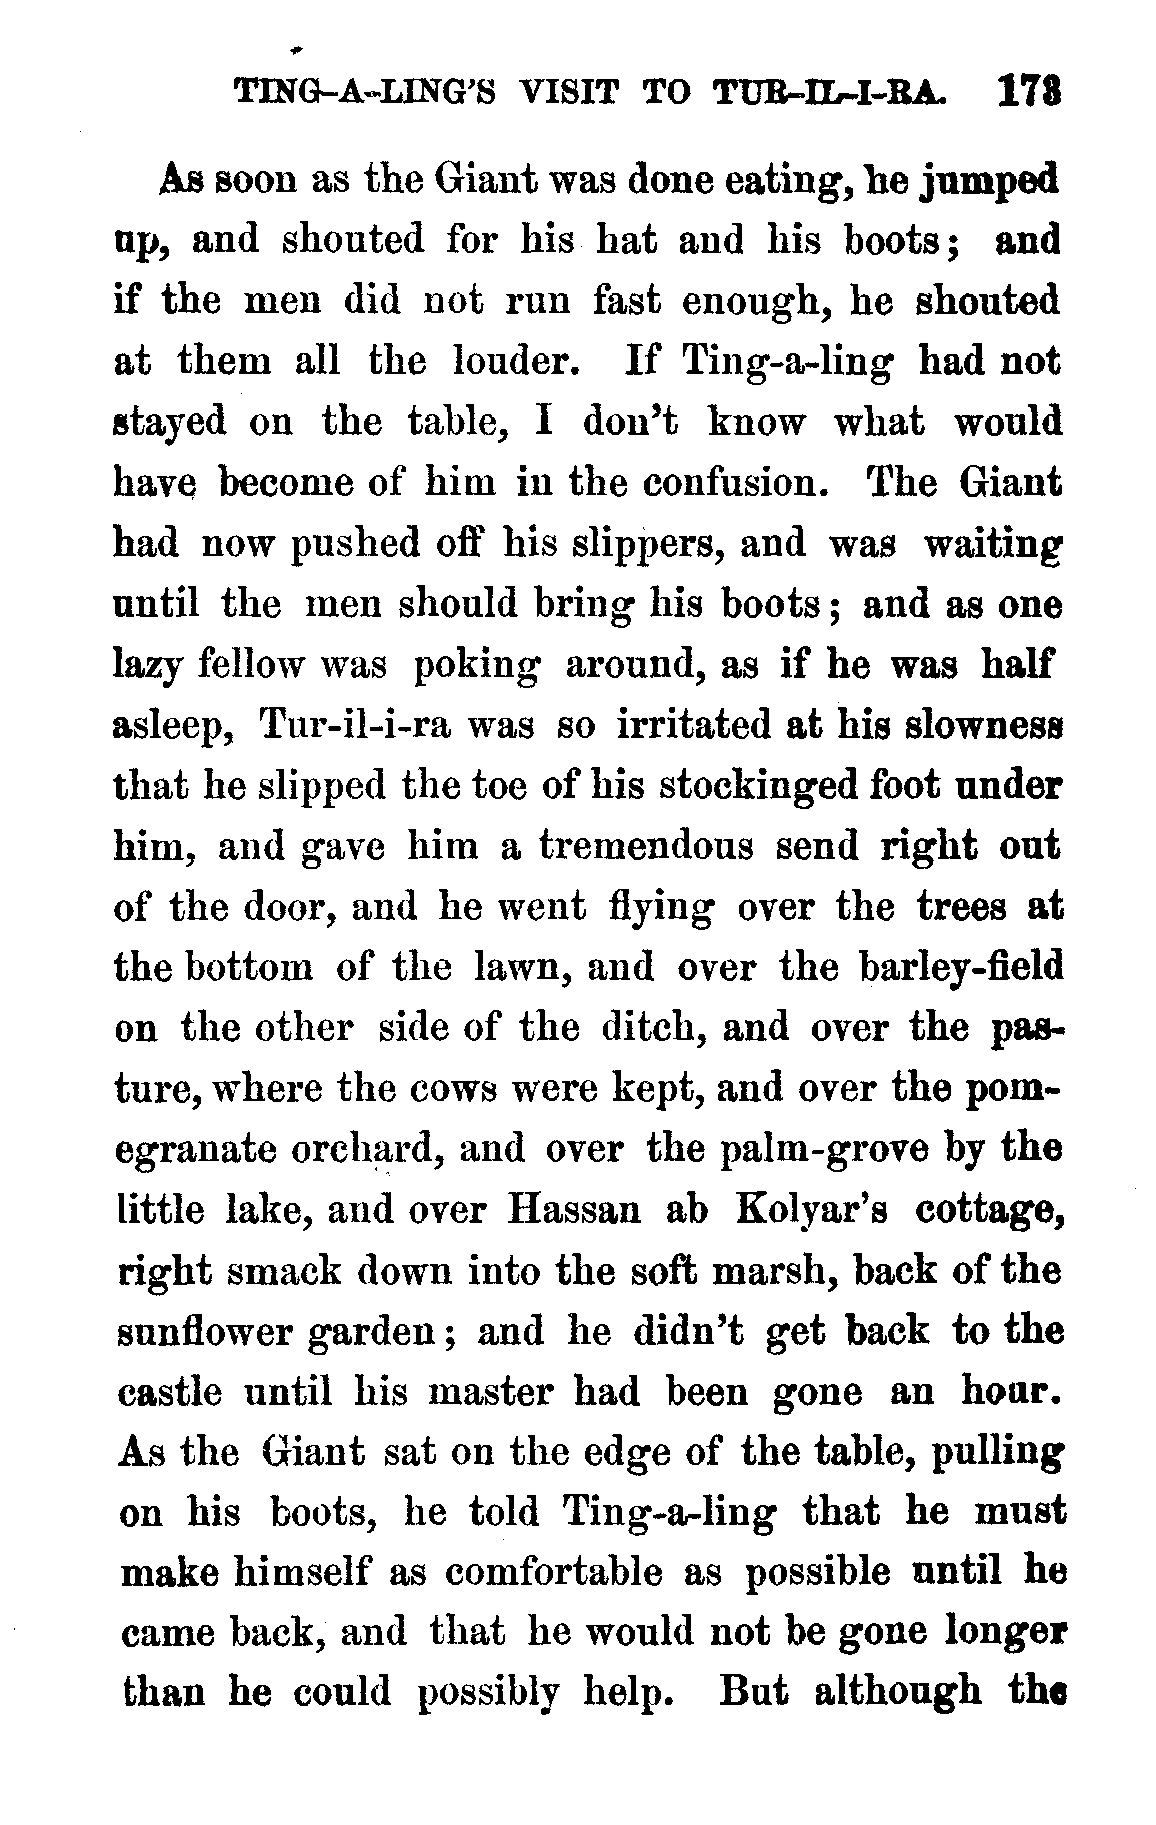 TING-A-LING'S VISIT TO TUR-IL-I-RA. 173
As soon as the Giant was done eating, he jumped
up, and shouted for his hat and his boots; and
if the men did not run fast enough, he shouted
at them all the louder. If Ting-a-ling had not
stayed on the table, I don't know what would
have become of him in the confusion. The Giant
had now pushed off his slippers, and was waiting
until the men should bring his boots; and as one
lazy fellow was poking around, as if he was half
asleep, Tur-il-i-ra was so irritated at his slowness
that he slipped the toe of his stockinged foot under
him, and gave him a tremendous send right out
of the door, and he went flying over the trees at
the bottom of the lawn, and over the barley-field
on the other side of the ditch, and over the pas-
ture, where the cows were kept, and over the pom-
egranate orchard, and over the palm-grove by the
little lake, and over Hassan ab Kolyar's cottage,
right smack down into the soft marsh, back of the
sunflower garden; and he didn't get back to the
castle until his master had been gone an hour.
As the Giant sat on the edge of the table, pulling
on his boots, he told Ting-a-ling that he must
make himself as comfortable as possible until he
came back, and that he would not be gone longer
than he could possibly help. But although the